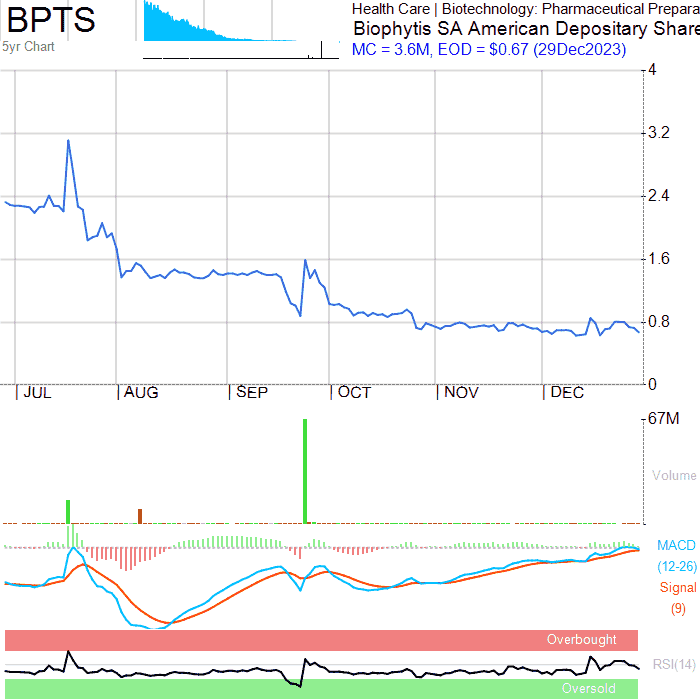 BPTS
5yr Chart
Health Care | Biotechnology: Pharmaceutical Prepara
Biophytis SA American Depositary Share
MC = 3.6M, EOD = $0.67 (29Dec2023)
4
3.2
2.4
1.6
0.8
0
JUL AUG SEP OCT NOV DEC
67M
Volume
MACD
(12-26)
Signal
(9)
Overbought
RSI(14)
Oversold